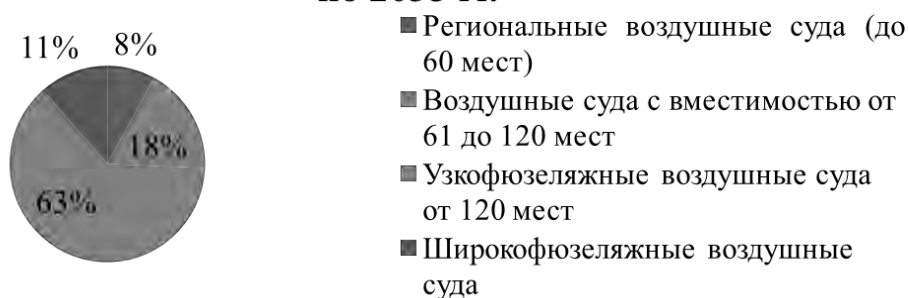 11%
8%
18%
63%
Региональные воздушные суда (до
60 мест)
Воздушные суда с вместимостью от
61 до 120 мест
Узкофюзеляжные воздушные суда
от 120 мест
Широкофюзеляжные воздушные
суда